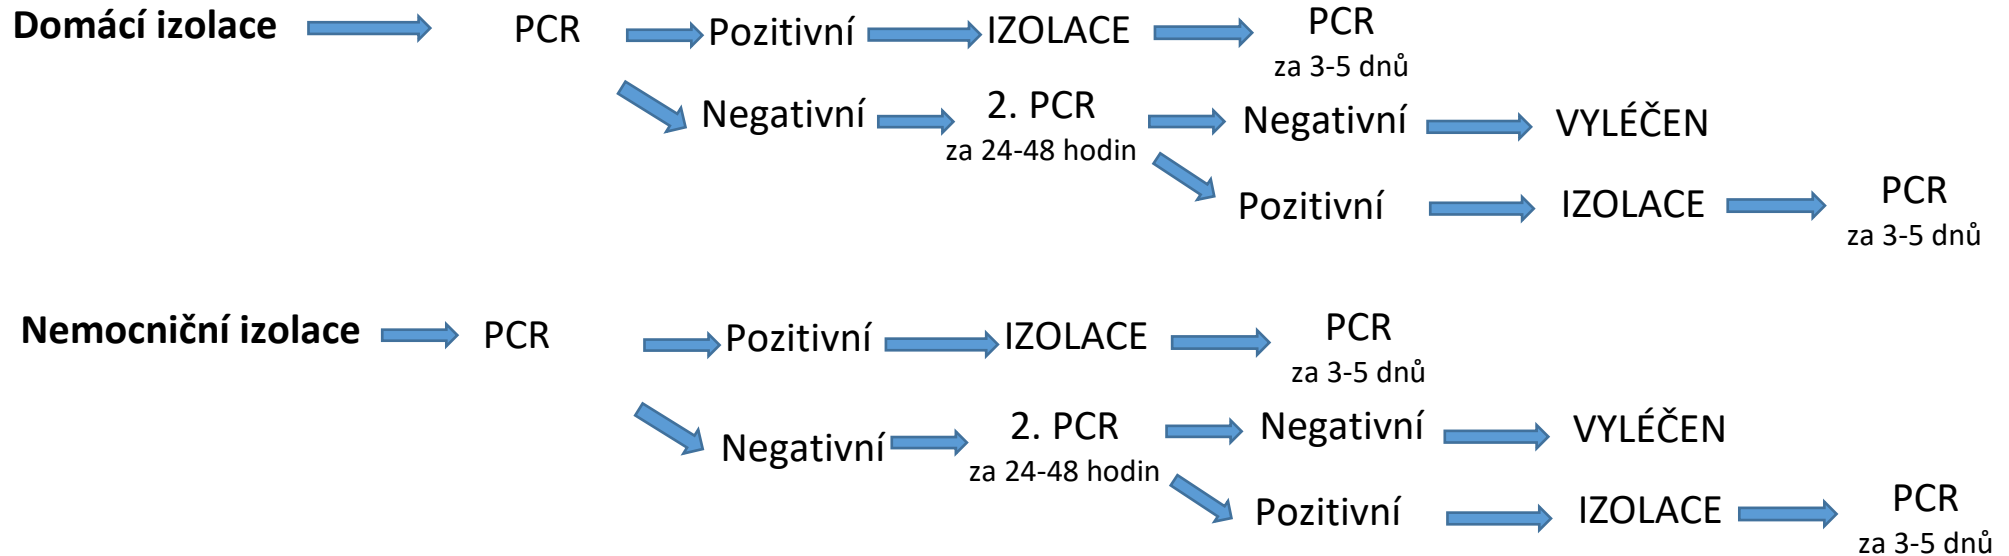 Domácí izolace PCR Pozitivní IZOLACE PCR
za 3-5 dnů
Negativní 2. PCR Negativní VYLÉČEN
za 24-48 hodin
Pozitivní IZOLACE PCR
za 3-5 dnů
Nemocniční izolace PCR Pozitivní IZOLACE PCR
za 3-5 dnů
Negativní 2. PCR Negativní VYLÉČEN
za 24-48 hodin
Pozitivní IZOLACE PCR
za 3-5 dnů